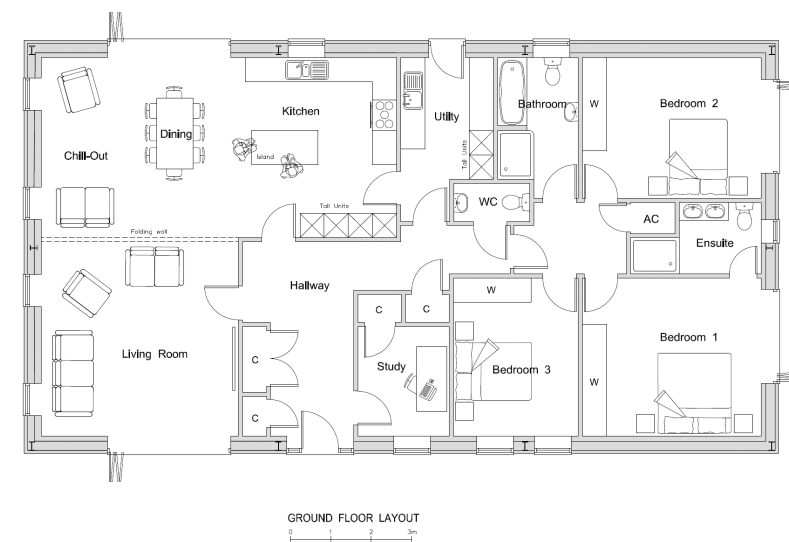 Bathroom
W
Bedroom 2
Kitchen
Utility
Dining
Chill-Out
Island
Tall Units
WC
Tall Units
AC
Folding wall
Ensuite
Hallway
W
C
C
Bedroom 1
Living Room
C
Study
Bedroom 3
W
C
GROUND FLOOR LAYOUT
0 1 2 3m